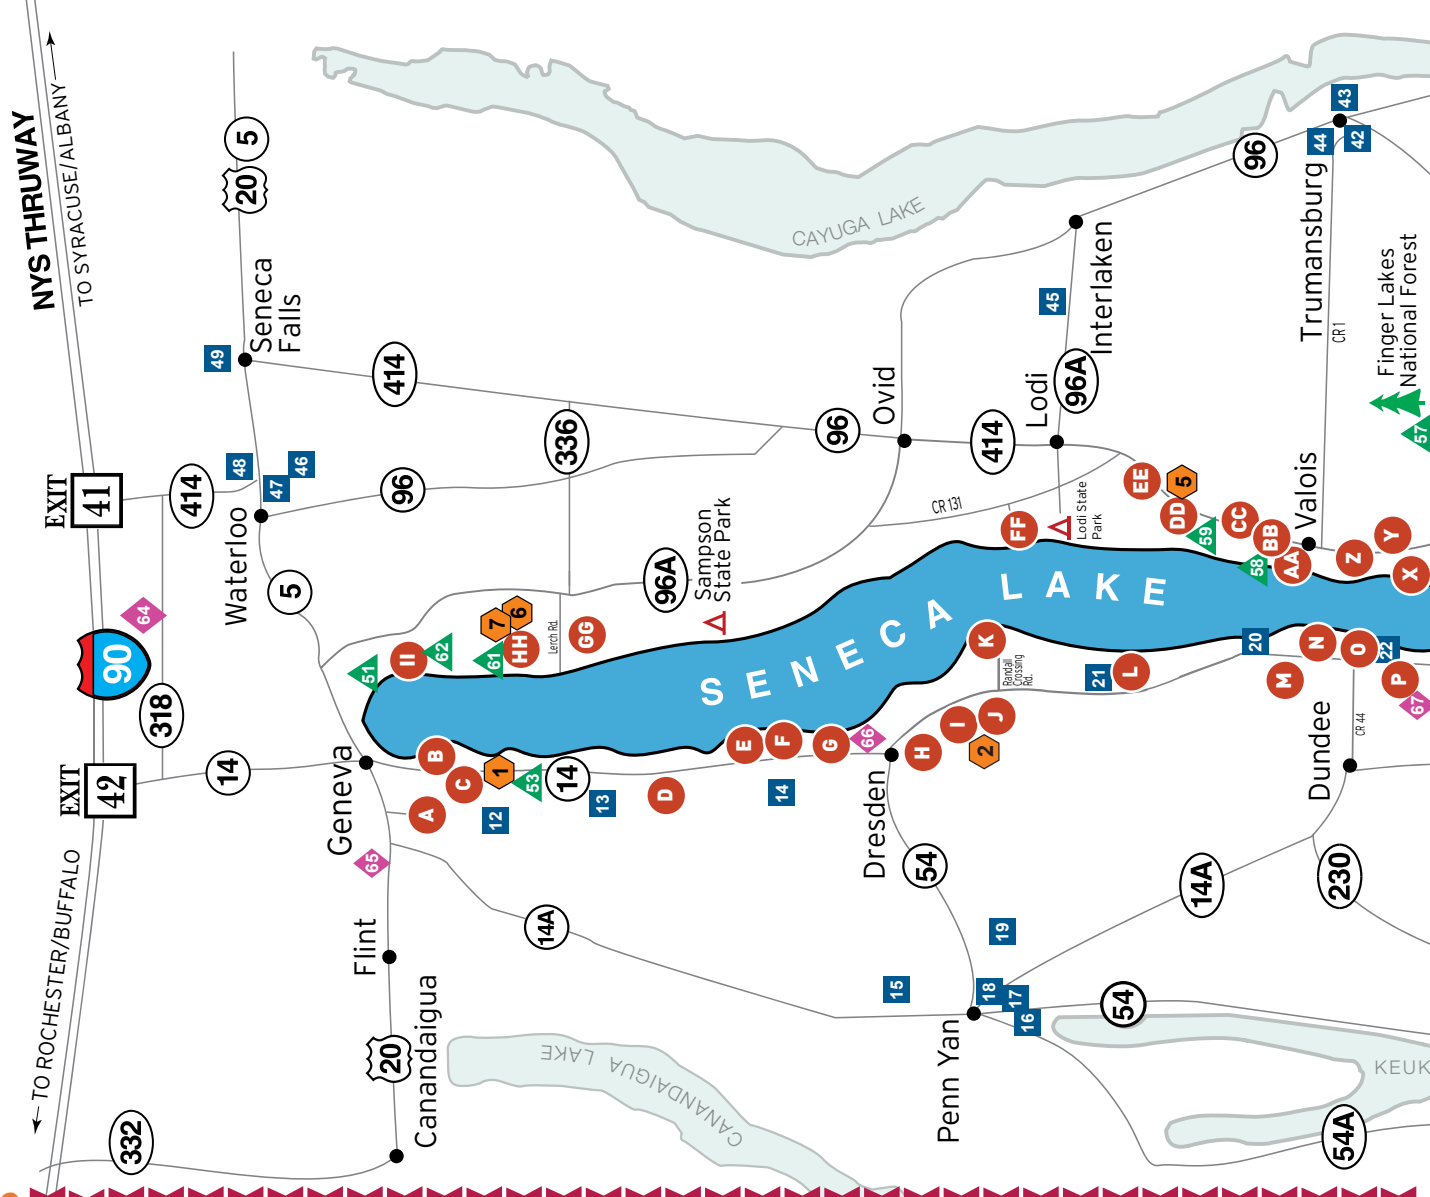 NYS THRUWAY
TO SYRACUSE/ALBANY
EXIT
41
90
EXIT
42
TO ROCHESTER/BUFFALO
332
64
318
14
414
5
20
49
Seneca
Falls
48
47
46
Waterloo
96
5
414
336
Geneva
65
Flint
20
Canandaigua
CANANDAIGUA LAKE
14A
51
II
62
61
HH
7
6
Lerch Rd.
GG
96A
Sampson
State Park
B
C
A
1
53
12
14
13
D
E
F
G
14
66
SENECA LAKE
CAYUGA LAKE
96
Ovid
414
CR 131
Lodi
96A
45
Interlaken
96
Trumansburg
44
43
42
CR 1
Finger Lakes
National Forest
57
FF
Lodi State
Park
EE
5
DD
59
CC
BB
58
AA
Valois
Z
Y
X
K
Randall
Crossing
Rd.
21
L
20
N
M
O
22
P
67
Dresden
H
I
J
2
54
15
19
18
17
16
Penn Yan
54
14A
Dundee
CR 44
230
KEUK
54A